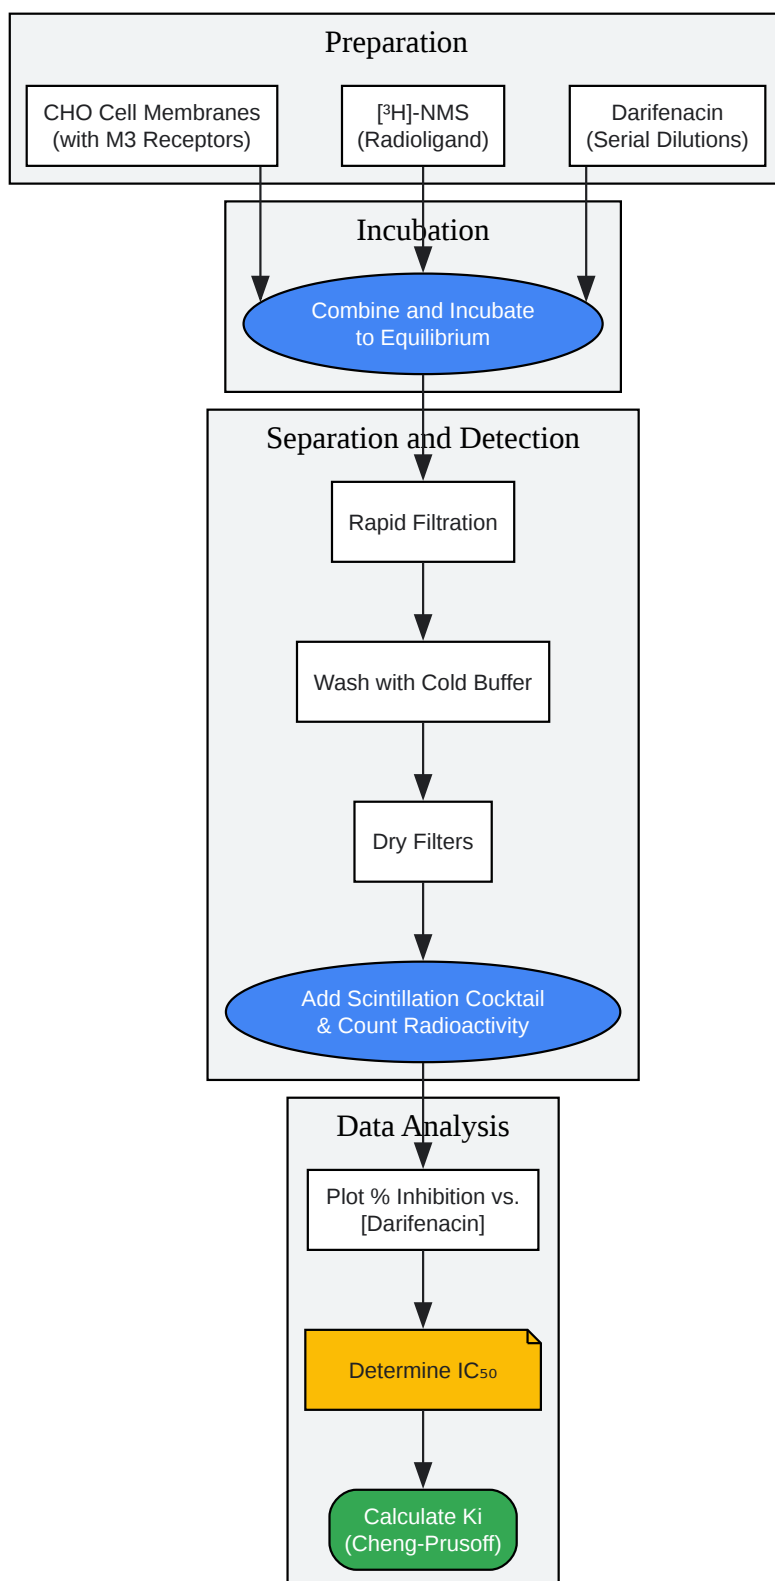 Preparation
CHO Cell Membranes
(with M3 Receptors)
[³H]-NMS
(Radioligand)
Darifenacin
(Serial Dilutions)
Incubation
Combine and Incubate
to Equilibrium
Separation and Detection
Rapid Filtration
Wash with Cold Buffer
Dry Filters
Add Scintillation Cocktail
& Count Radioactivity
Data Analysis
Plot % Inhibition vs.
[Darifenacin]
Determine IC₅₀
Calculate Ki
(Cheng-Prusoff)